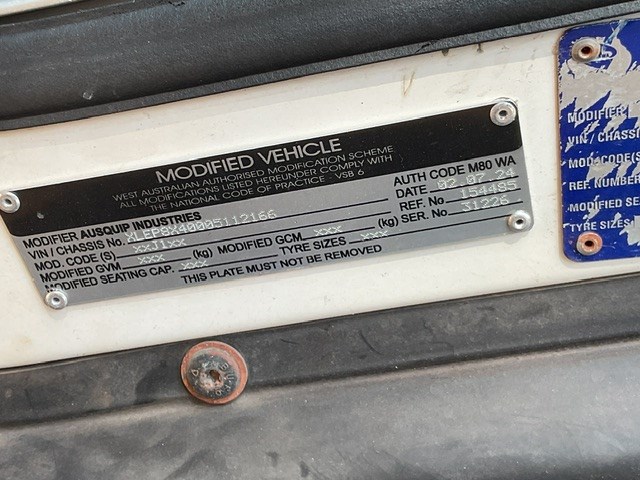 MODIFIED VEHICLE
WEST AUSTRALIAN AUTHORISED MODIFICATION SCHEME
ALL MODIFICATIONS LISTED HEREUNDER COMPLY WITH
THE NATIONAL CODE OF PRACTICE - VSB 6
MODIFIER AUSQUIP INDUSTRIES AUTH CODE M80 WA
VIN / CHASSIS No. XLEP8X40005112166 DATE 02.07.24
MOD. CODE (S) XXJ1XX REF. No 154485
MODIFIED GVM XXX (kg) MODIFIED GCM XXX (kg) SER. No. 31226
MODIFIED SEATING CAP. XXX TYRE SIZES XXX
THIS PLATE MUST NOT BE REMOVED
MODIFIER
VIN / CHASSI
MOD. CODE(
REF. NUMBER
MODIFIED S
TYRE SIZES